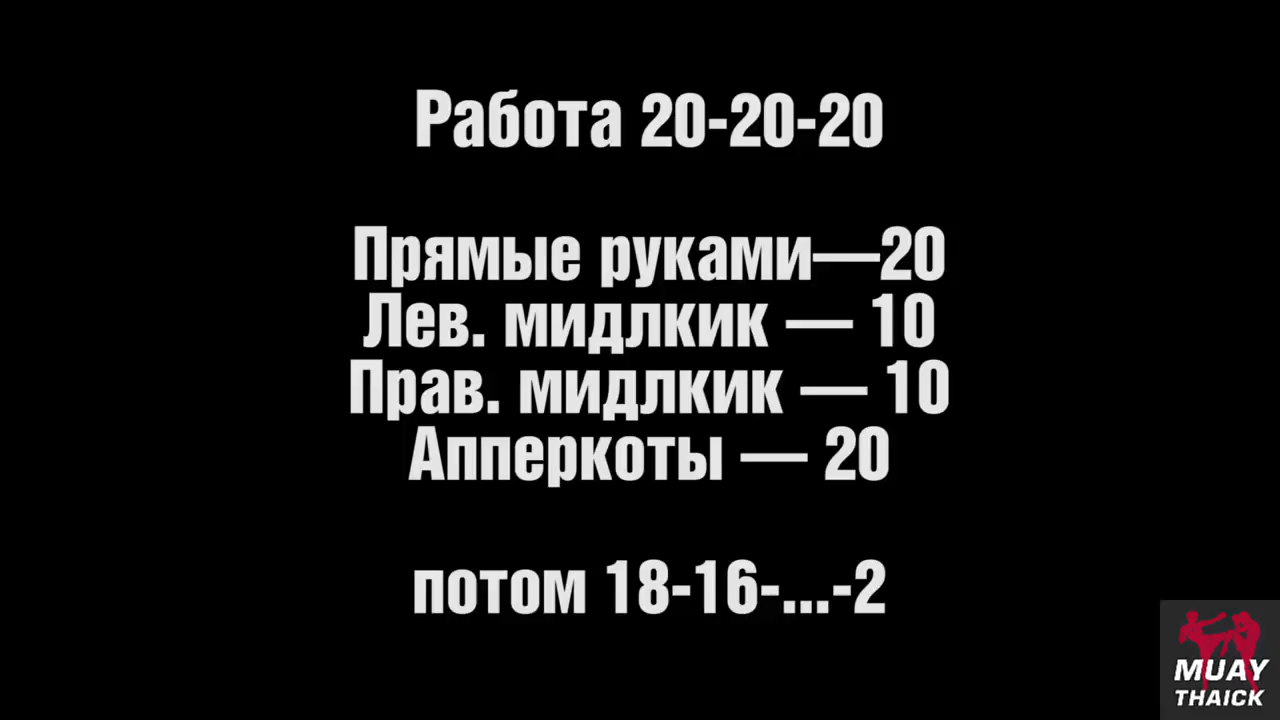 Работа 20-20-20
Прямые руками—20
Лев. мидлкик — 10
Прав. мидлкик — 10
Апперкоты — 20
потом 18-16-...-2
MUAY
THAICK